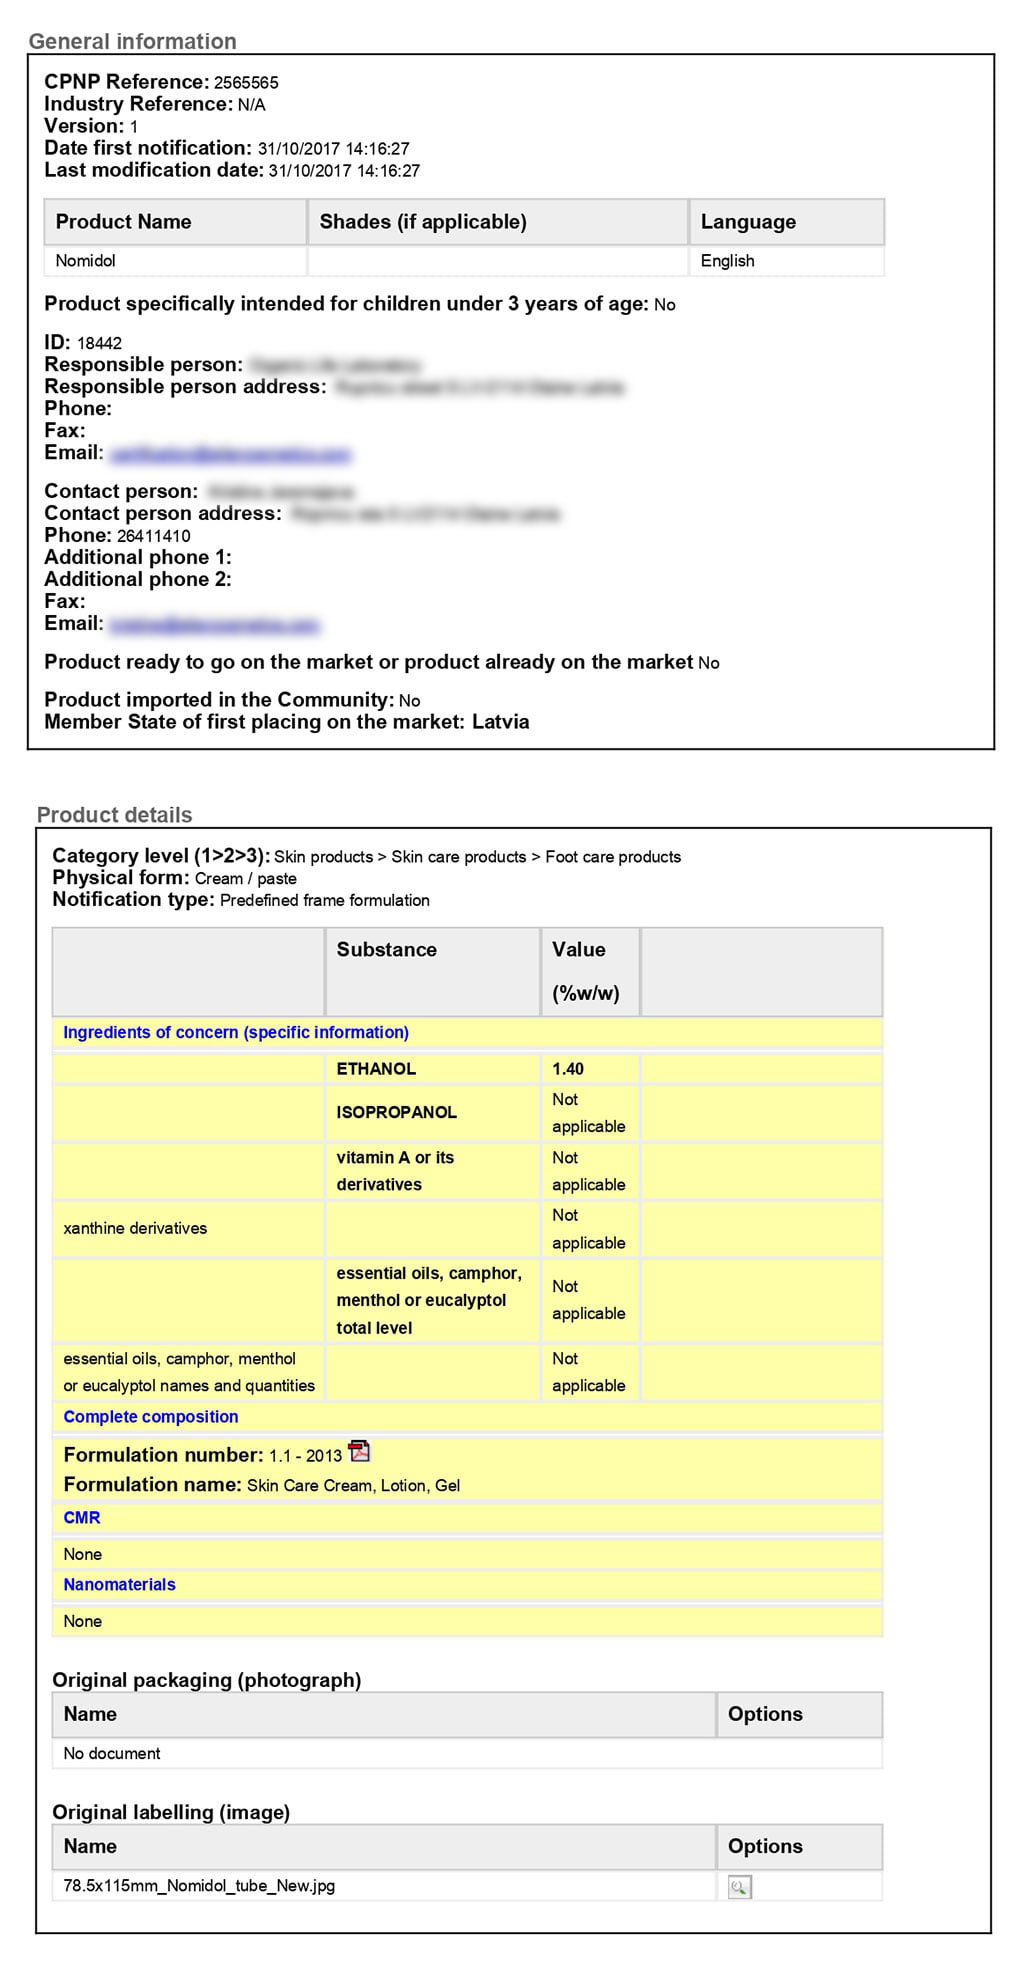 General information
CPNP Reference: 2565565
Industry Reference: N/A
Version: 1
Date first notification: 31/10/2017 14:16:27
Last modification date: 31/10/2017 14:16:27
Product Name Shades (if applicable) Language
Nomidol English
Product specifically intended for children under 3 years of age: No
ID: 18442
Responsible person:
Responsible person address:
Phone:
Fax:
Email:
Contact person:
Contact person address:
Phone: 26411410
Additional phone 1:
Additional phone 2:
Fax:
Email:
Product ready to go on the market or product already on the market No
Product imported in the Community: No
Member State of first placing on the market: Latvia
Product details
Category level (1>2>3): Skin products > Skin care products > Foot care products
Physical form: Cream / paste
Notification type: Predefined frame formulation
Substance Value
(%w/w)
Ingredients of concern (specific information)
ETHANOL 1.40
ISOPROPANOL Not
applicable
vitamin A or its Not
derivatives applicable
xanthine derivatives Not
applicable
essential oils, camphor, Not
menthol or eucalyptol applicable
total level
essential oils, camphor, menthol Not
or eucalyptol names and quantities applicable
Complete composition
Formulation number: 1.1 - 2013
Formulation name: Skin Care Cream, Lotion, Gel
CMR
None
Nanomaterials
None
Original packaging (photograph)
Name Options
No document
Original labelling (image)
Name Options
78.5x115mm_Nomidol_tube_New.jpg